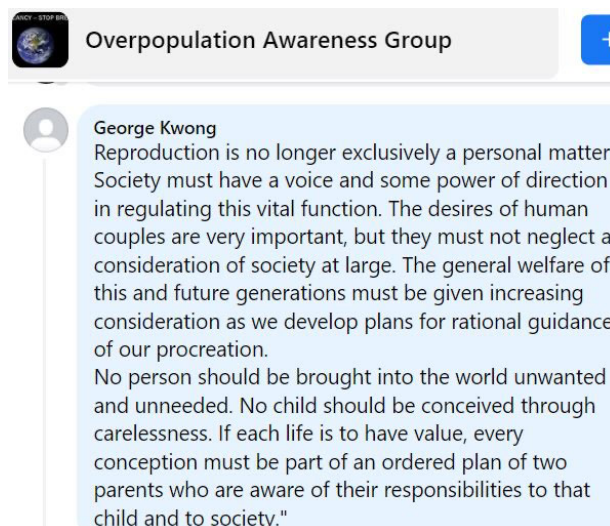 ANCY - STOP BRE
Overpopulation Awareness Group
+
George Kwong
Reproduction is no longer exclusively a personal matter
Society must have a voice and some power of direction
in regulating this vital function. The desires of human
couples are very important, but they must not neglect a
consideration of society at large. The general welfare of
this and future generations must be given increasing
consideration as we develop plans for rational guidance
of our procreation.
No person should be brought into the world unwanted
and unneeded. No child should be conceived through
carelessness. If each life is to have value, every
conception must be part of an ordered plan of two
parents who are aware of their responsibilities to that
child and to society."